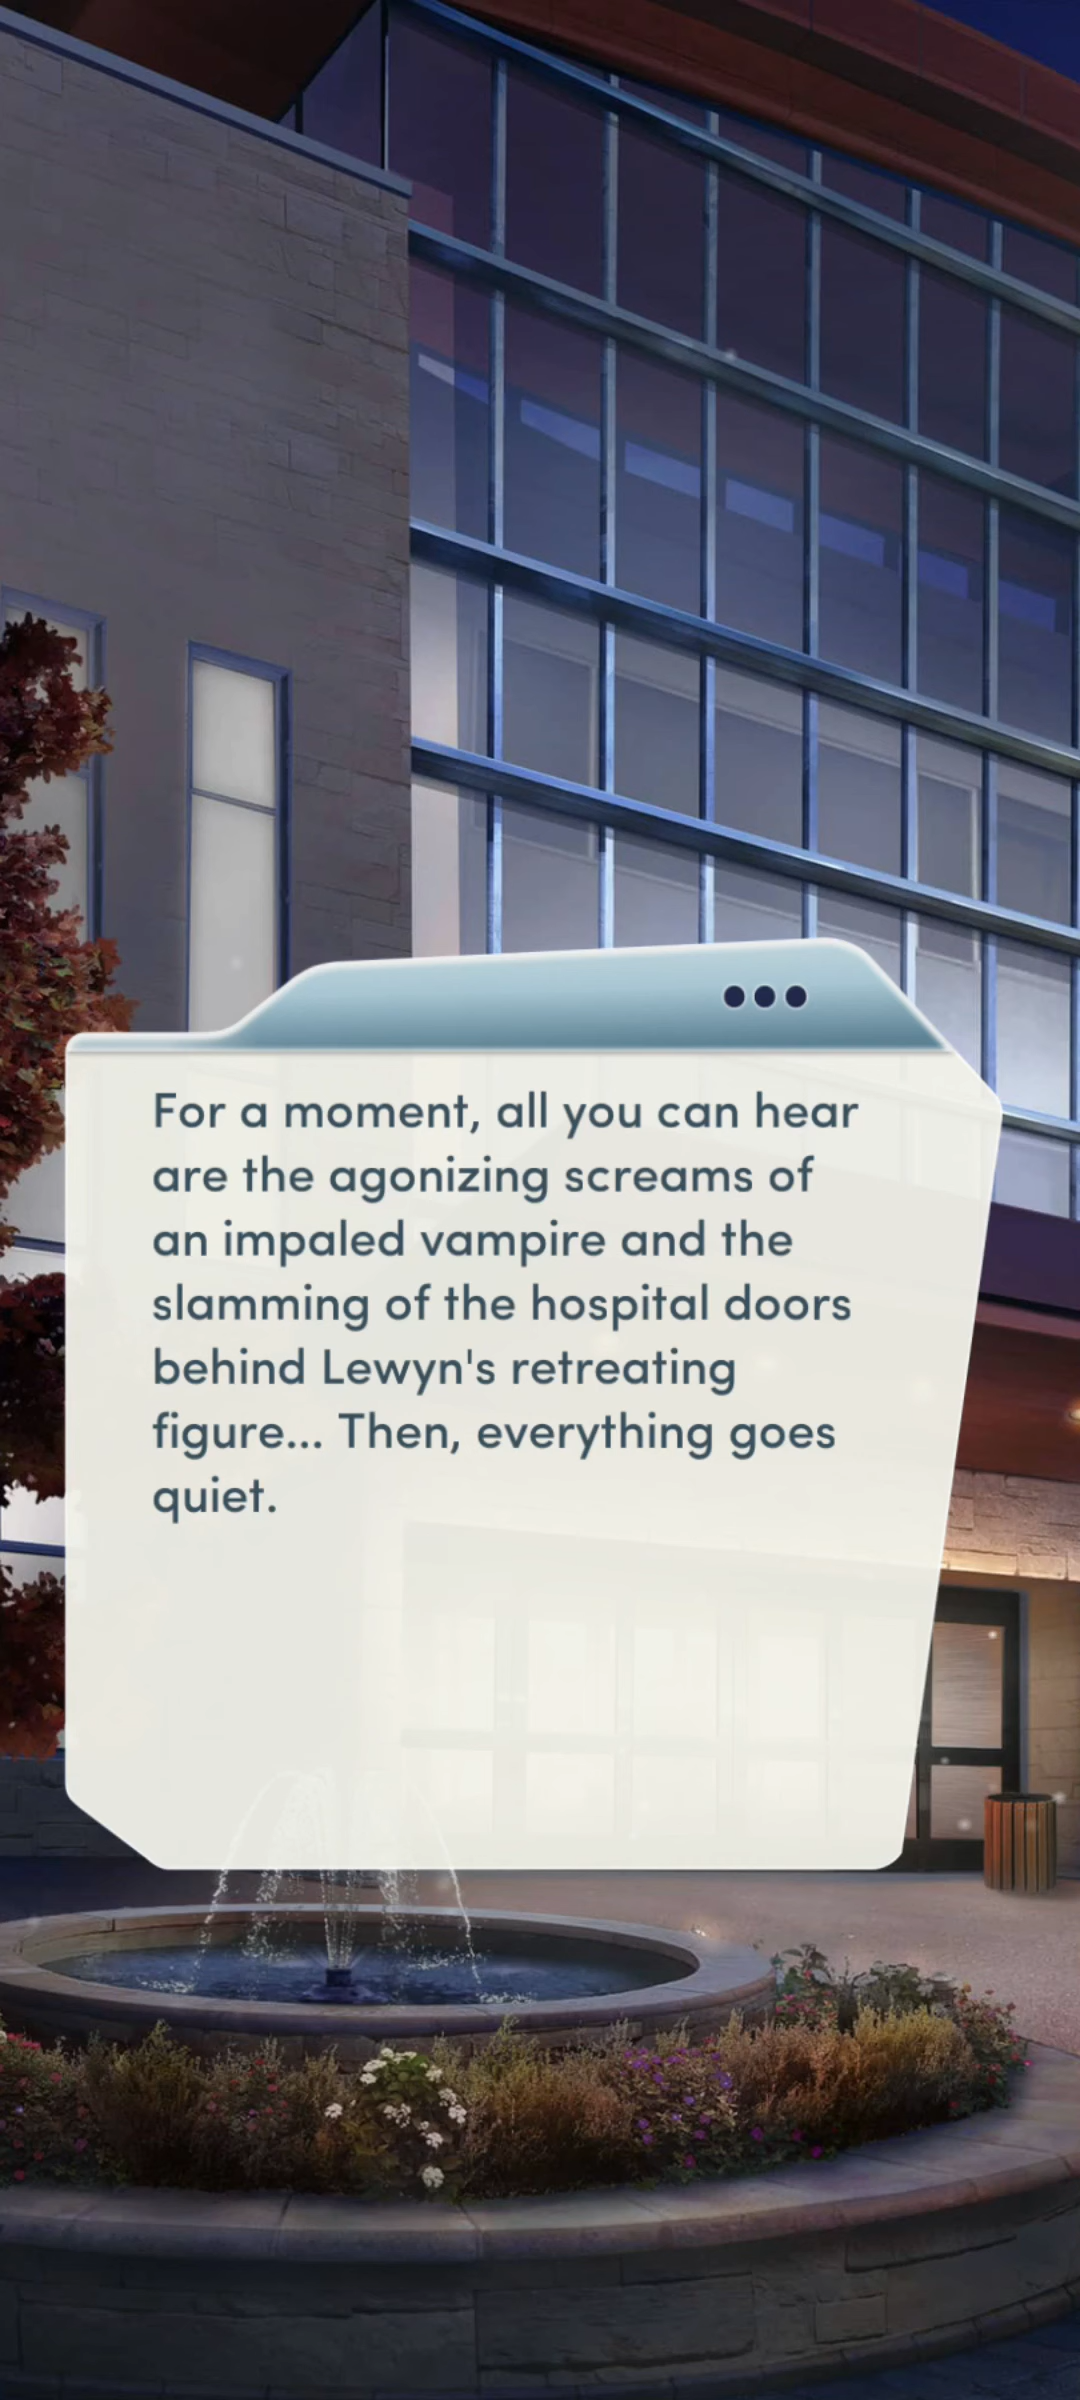 For a moment, all you can hear
are the agonizing screams of
an impaled vampire and the
slamming of the hospital doors
behind Lewyn's retreating
figure... Then, everything goes
quiet.